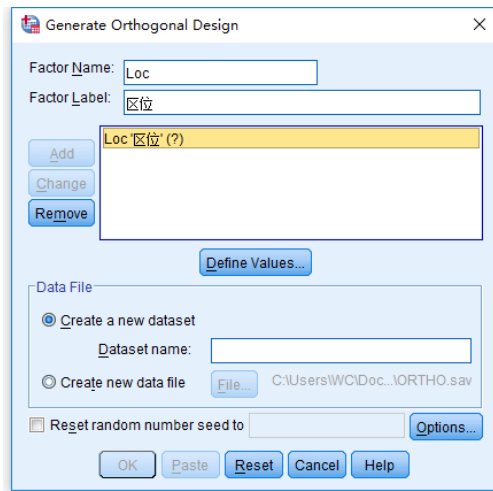 Generate Orthogonal Design
Factor Name: Loc
Factor Label: 区位
Add
Loc '区位' (?)
Change
Remove
Define Values...
Data File
Create a new dataset
Dataset name:
Create new data file File... C:\Users\WC\Doc...\ORTHO.sav
Reset random number seed to Options...
OK Paste Reset Cancel Help